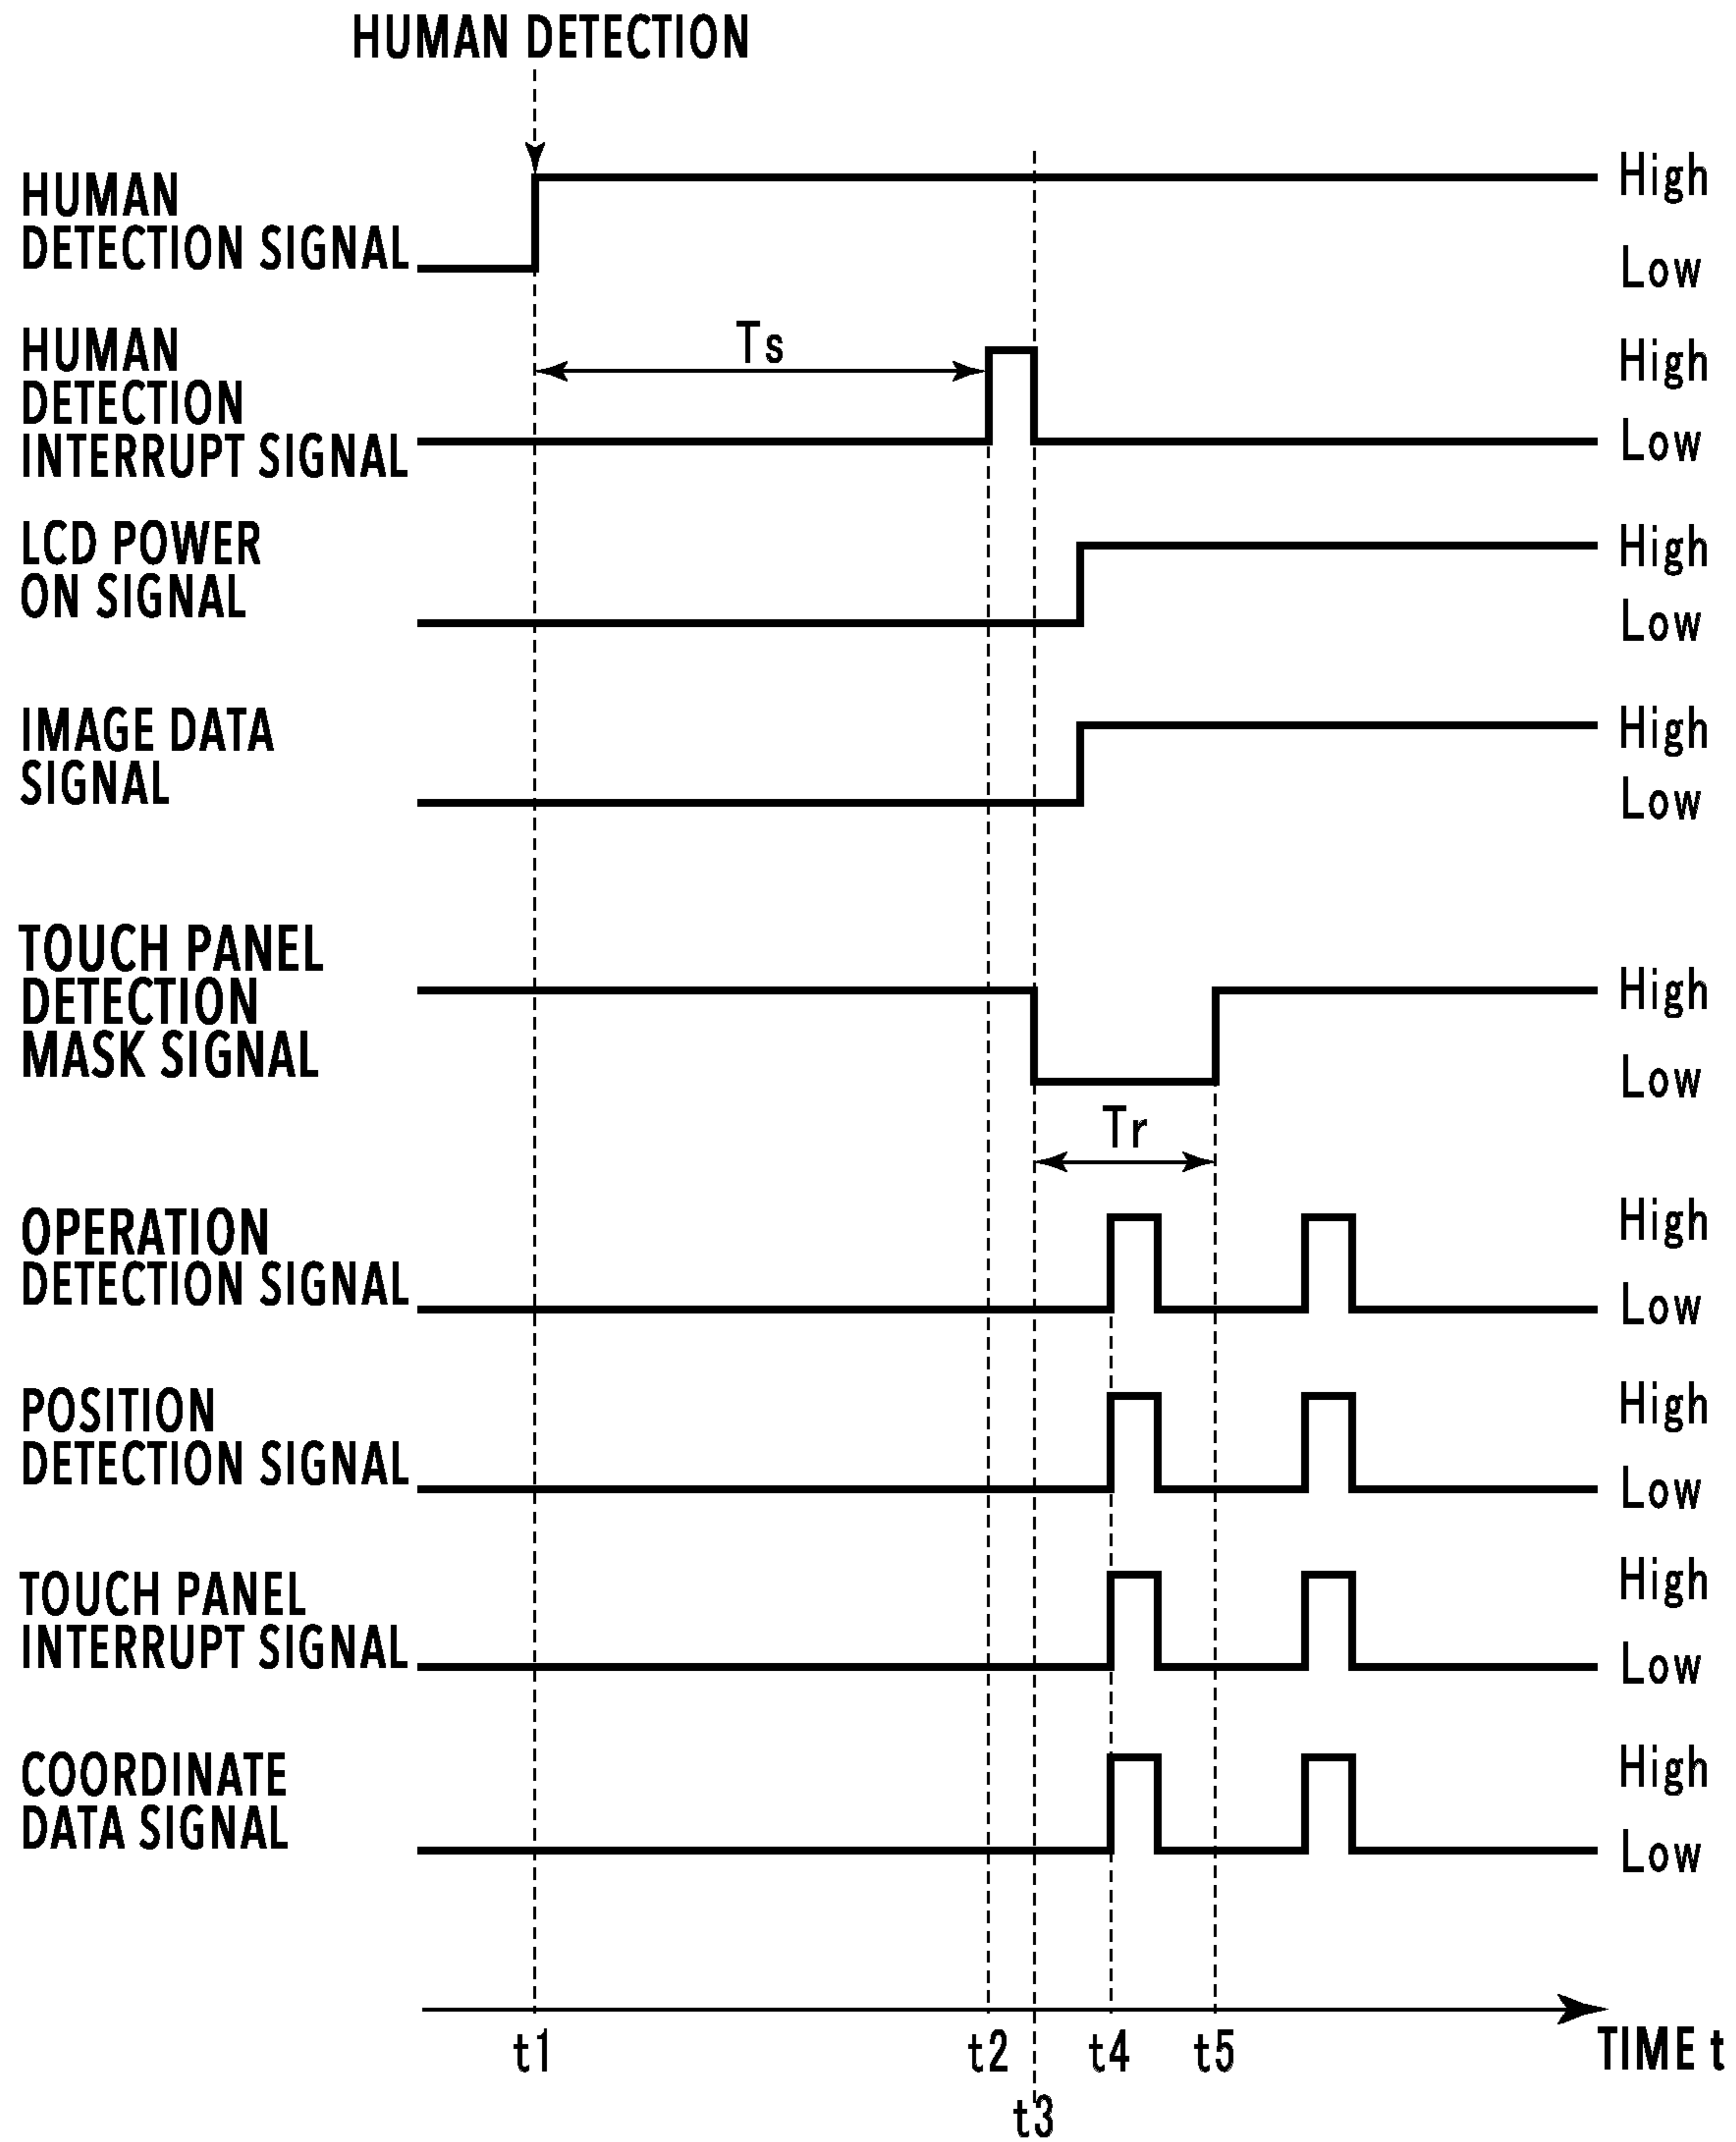 HUMAN DETECTION
HUMAN
DETECTION SIGNAL
High
Low
HUMAN
DETECTION
INTERRUPT SIGNAL
Ts
High
Low
LCD POWER
ON SIGNAL
High
Low
IMAGE DATA
SIGNAL
High
Low
TOUCH PANEL
DETECTION
MASK SIGNAL
High
Low
Tr
OPERATION
DETECTION SIGNAL
High
Low
POSITION
DETECTION SIGNAL
High
Low
TOUCH PANEL
INTERRUPT SIGNAL
High
Low
COORDINATE
DATA SIGNAL
High
Low
t1 t2 t4 t5 TIME t
t3